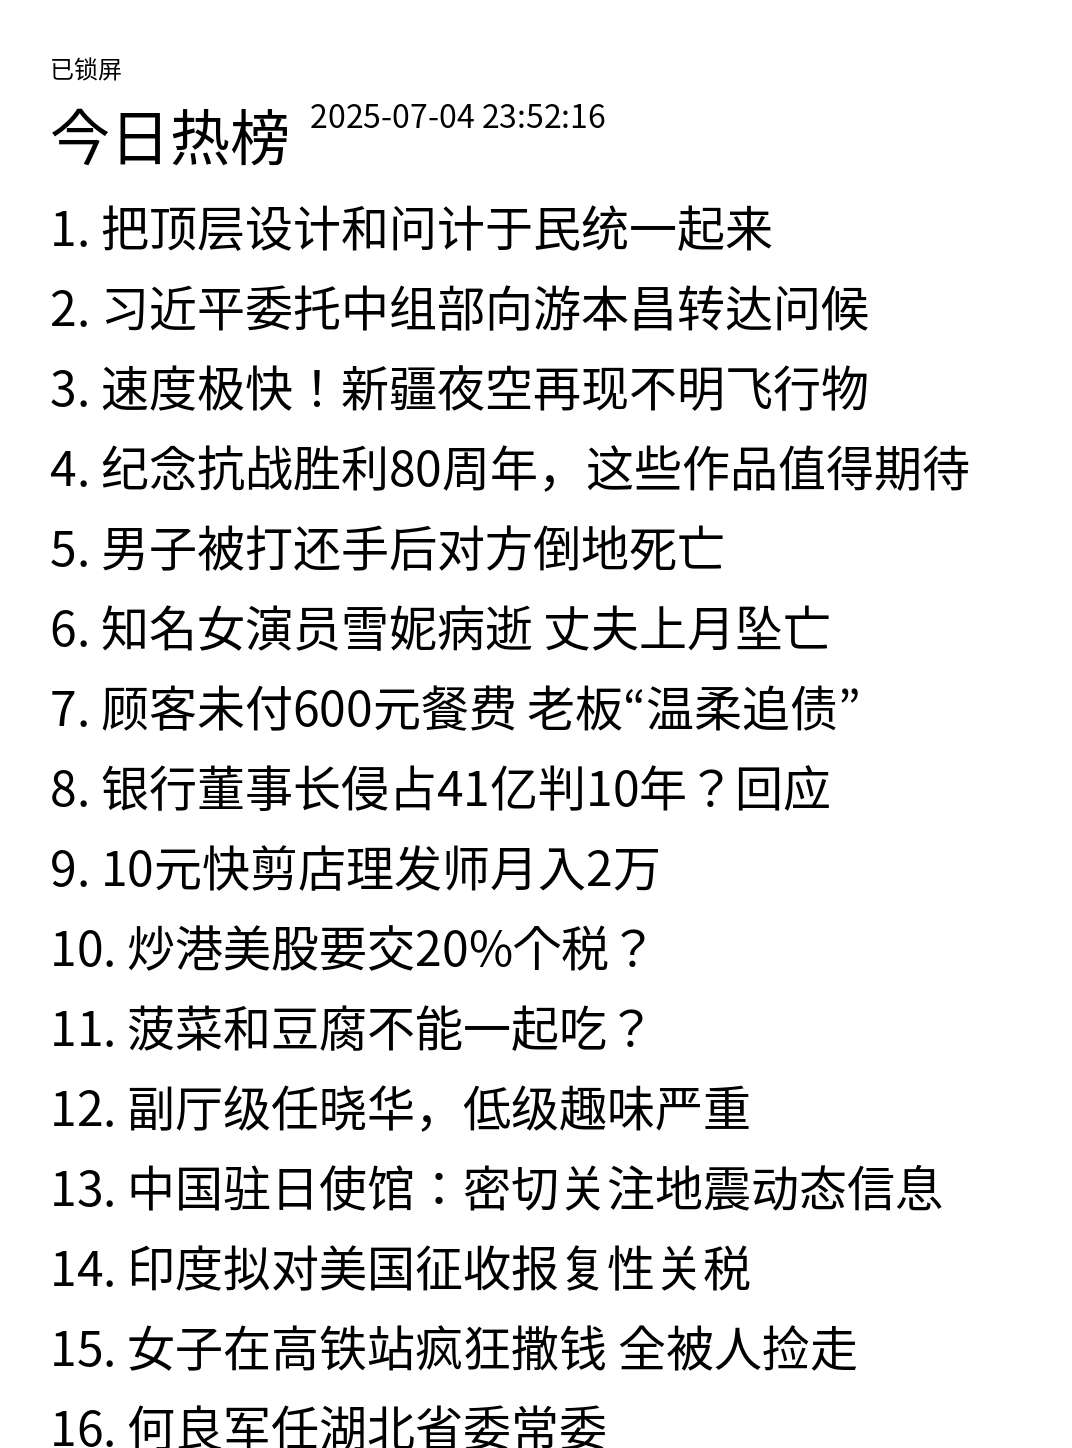 已锁屏
今日热榜 2025-07-04 23:52:16
1. 把顶层设计和问计于民统一起来
2. 习近平委托中组部向游本昌转达问候
3. 速度极快！新疆夜空再现不明飞行物
4. 纪念抗战胜利80周年，这些作品值得期待
5. 男子被打还手后对方倒地死亡
6. 知名女演员雪妮病逝 丈夫上月坠亡
7. 顾客未付600元餐费 老板“温柔追债”
8. 银行董事长侵占41亿判10年？回应
9. 10元快剪店理发师月入2万
10. 炒港美股要交20%个税？
11. 菠菜和豆腐不能一起吃？
12. 副厅级任晓华，低级趣味严重
13. 中国驻日使馆：密切关注地震动态信息
14. 印度拟对美国征收报复性关税
15. 女子在高铁站疯狂撒钱 全被人捡走
16. 何良军任湖北省委常委